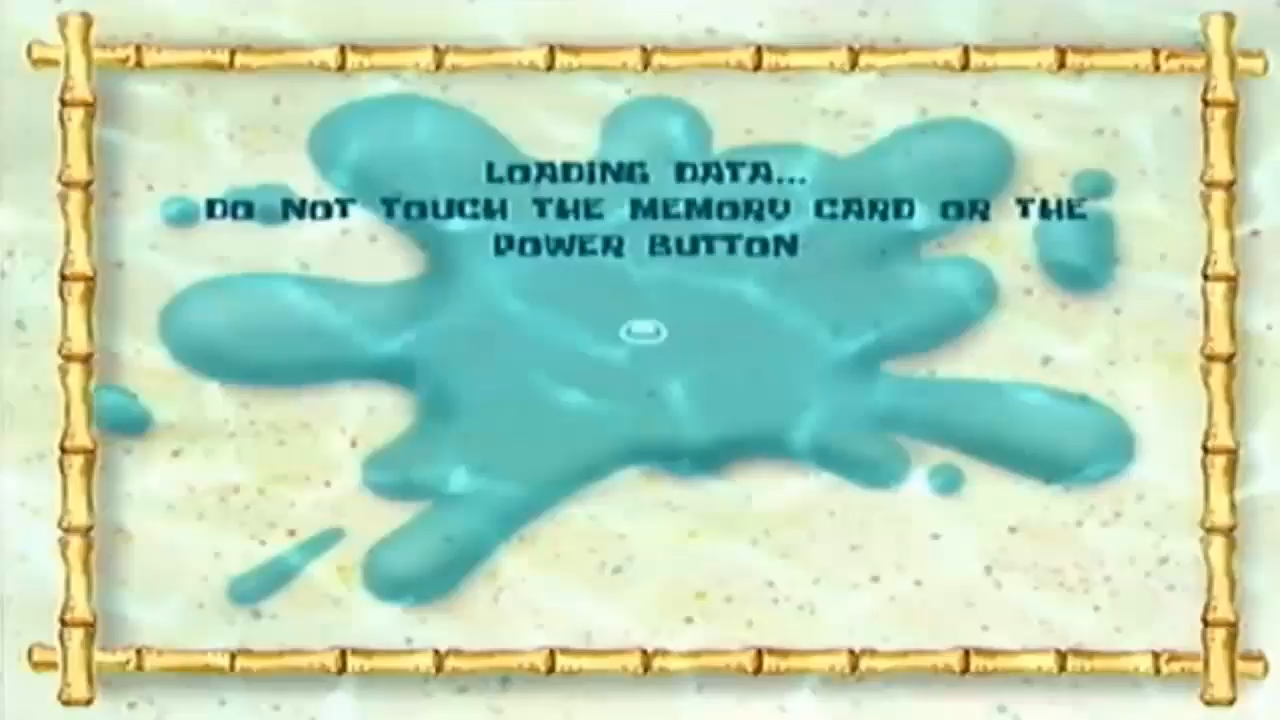 LOADING DATA...
DO NOT TOUCH THE MEMORY CARD OR THE
POWER BUTTON